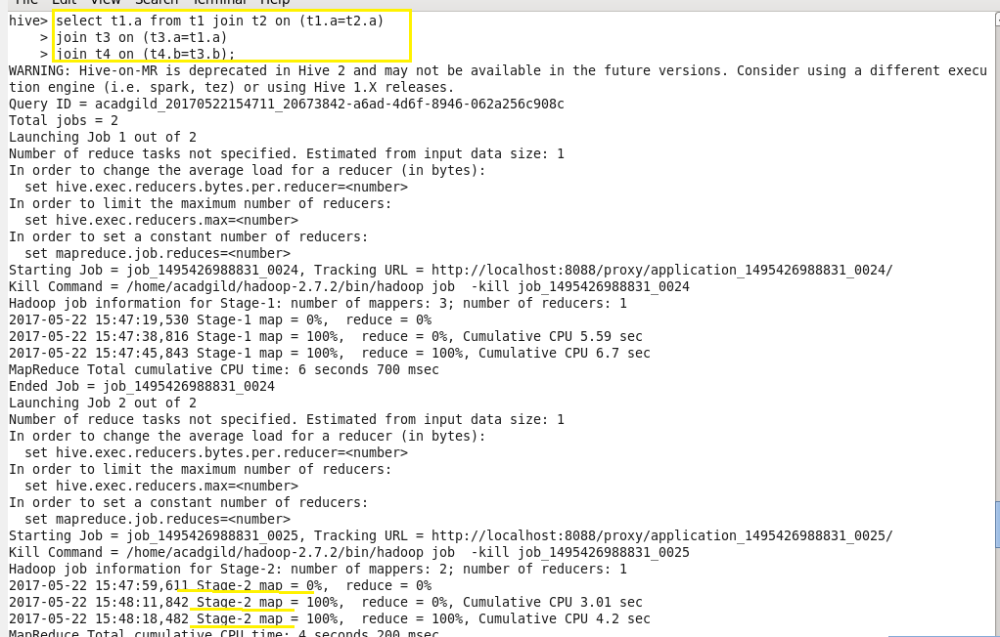 File Edit View Search Terminal Help
hive> select t1.a from t1 join t2 on (t1.a=t2.a)
    > join t3 on (t3.a=t1.a)
    > join t4 on (t4.b=t3.b);
WARNING: Hive-on-MR is deprecated in Hive 2 and may not be available in the future versions. Consider using a different execu
tion engine (i.e. spark, tez) or using Hive 1.X releases.
Query ID = acadgild_20170522154711_20673842-a6ad-4d6f-8946-062a256c908c
Total jobs = 2
Launching Job 1 out of 2
Number of reduce tasks not specified. Estimated from input data size: 1
In order to change the average load for a reducer (in bytes):
  set hive.exec.reducers.bytes.per.reducer=<number>
In order to limit the maximum number of reducers:
  set hive.exec.reducers.max=<number>
In order to set a constant number of reducers:
  set mapreduce.job.reduces=<number>
Starting Job = job_1495426988831_0024, Tracking URL = http://localhost:8088/proxy/application_1495426988831_0024/
Kill Command = /home/acadgild/hadoop-2.7.2/bin/hadoop job  -kill job_1495426988831_0024
Hadoop job information for Stage-1: number of mappers: 3; number of reducers: 1
2017-05-22 15:47:19,530 Stage-1 map = 0%,  reduce = 0%
2017-05-22 15:47:38,816 Stage-1 map = 100%,  reduce = 0%, Cumulative CPU 5.59 sec
2017-05-22 15:47:45,843 Stage-1 map = 100%,  reduce = 100%, Cumulative CPU 6.7 sec
MapReduce Total cumulative CPU time: 6 seconds 700 msec
Ended Job = job_1495426988831_0024
Launching Job 2 out of 2
Number of reduce tasks not specified. Estimated from input data size: 1
In order to change the average load for a reducer (in bytes):
  set hive.exec.reducers.bytes.per.reducer=<number>
In order to limit the maximum number of reducers:
  set hive.exec.reducers.max=<number>
In order to set a constant number of reducers:
  set mapreduce.job.reduces=<number>
Starting Job = job_1495426988831_0025, Tracking URL = http://localhost:8088/proxy/application_1495426988831_0025/
Kill Command = /home/acadgild/hadoop-2.7.2/bin/hadoop job  -kill job_1495426988831_0025
Hadoop job information for Stage-2: number of mappers: 2; number of reducers: 1
2017-05-22 15:47:59,611 Stage-2 map = 0%,  reduce = 0%
2017-05-22 15:48:11,842 Stage-2 map = 100%,  reduce = 0%, Cumulative CPU 3.01 sec
2017-05-22 15:48:18,482 Stage-2 map = 100%,  reduce = 100%, Cumulative CPU 4.2 sec
MapReduce Total cumulative CPU time: 4 seconds 200 msec